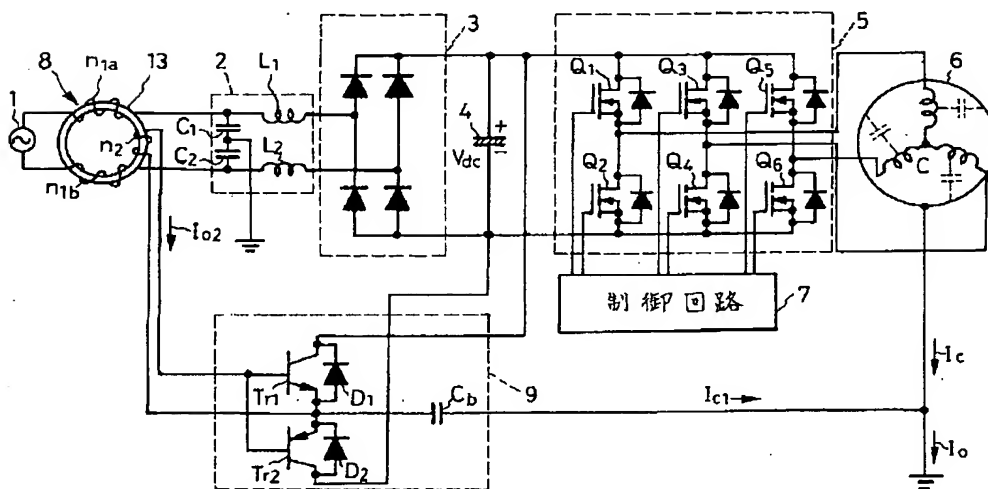 3
5
8
n1a
13
2
L1
Q1
Q3
Q5
6
1
C1
4
+
n2
C2
Vdc
−
L2
Q2
Q4
Q6
C
n1b
Io2
制御回路
7
Ic
Tr1
D1
9
Cb
Ic1
Io
Tr2
D2